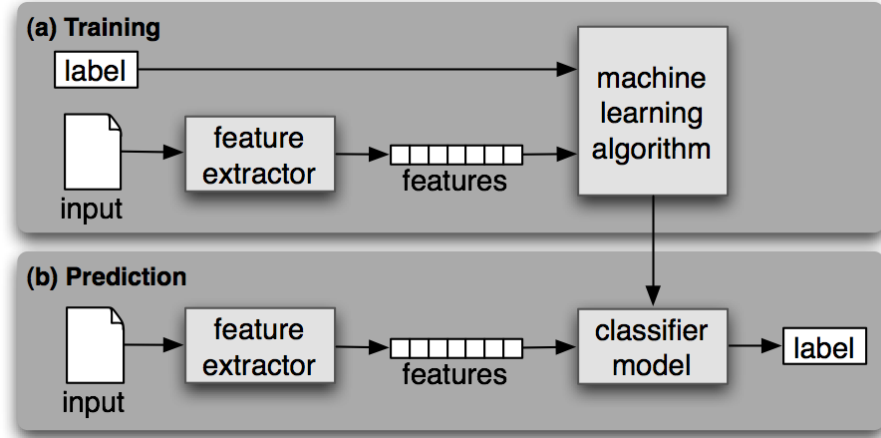 (a) Training
label
machine
learning
algorithm
feature
extractor
features
input
(b) Prediction
feature
extractor
classifier
model
label
features
input